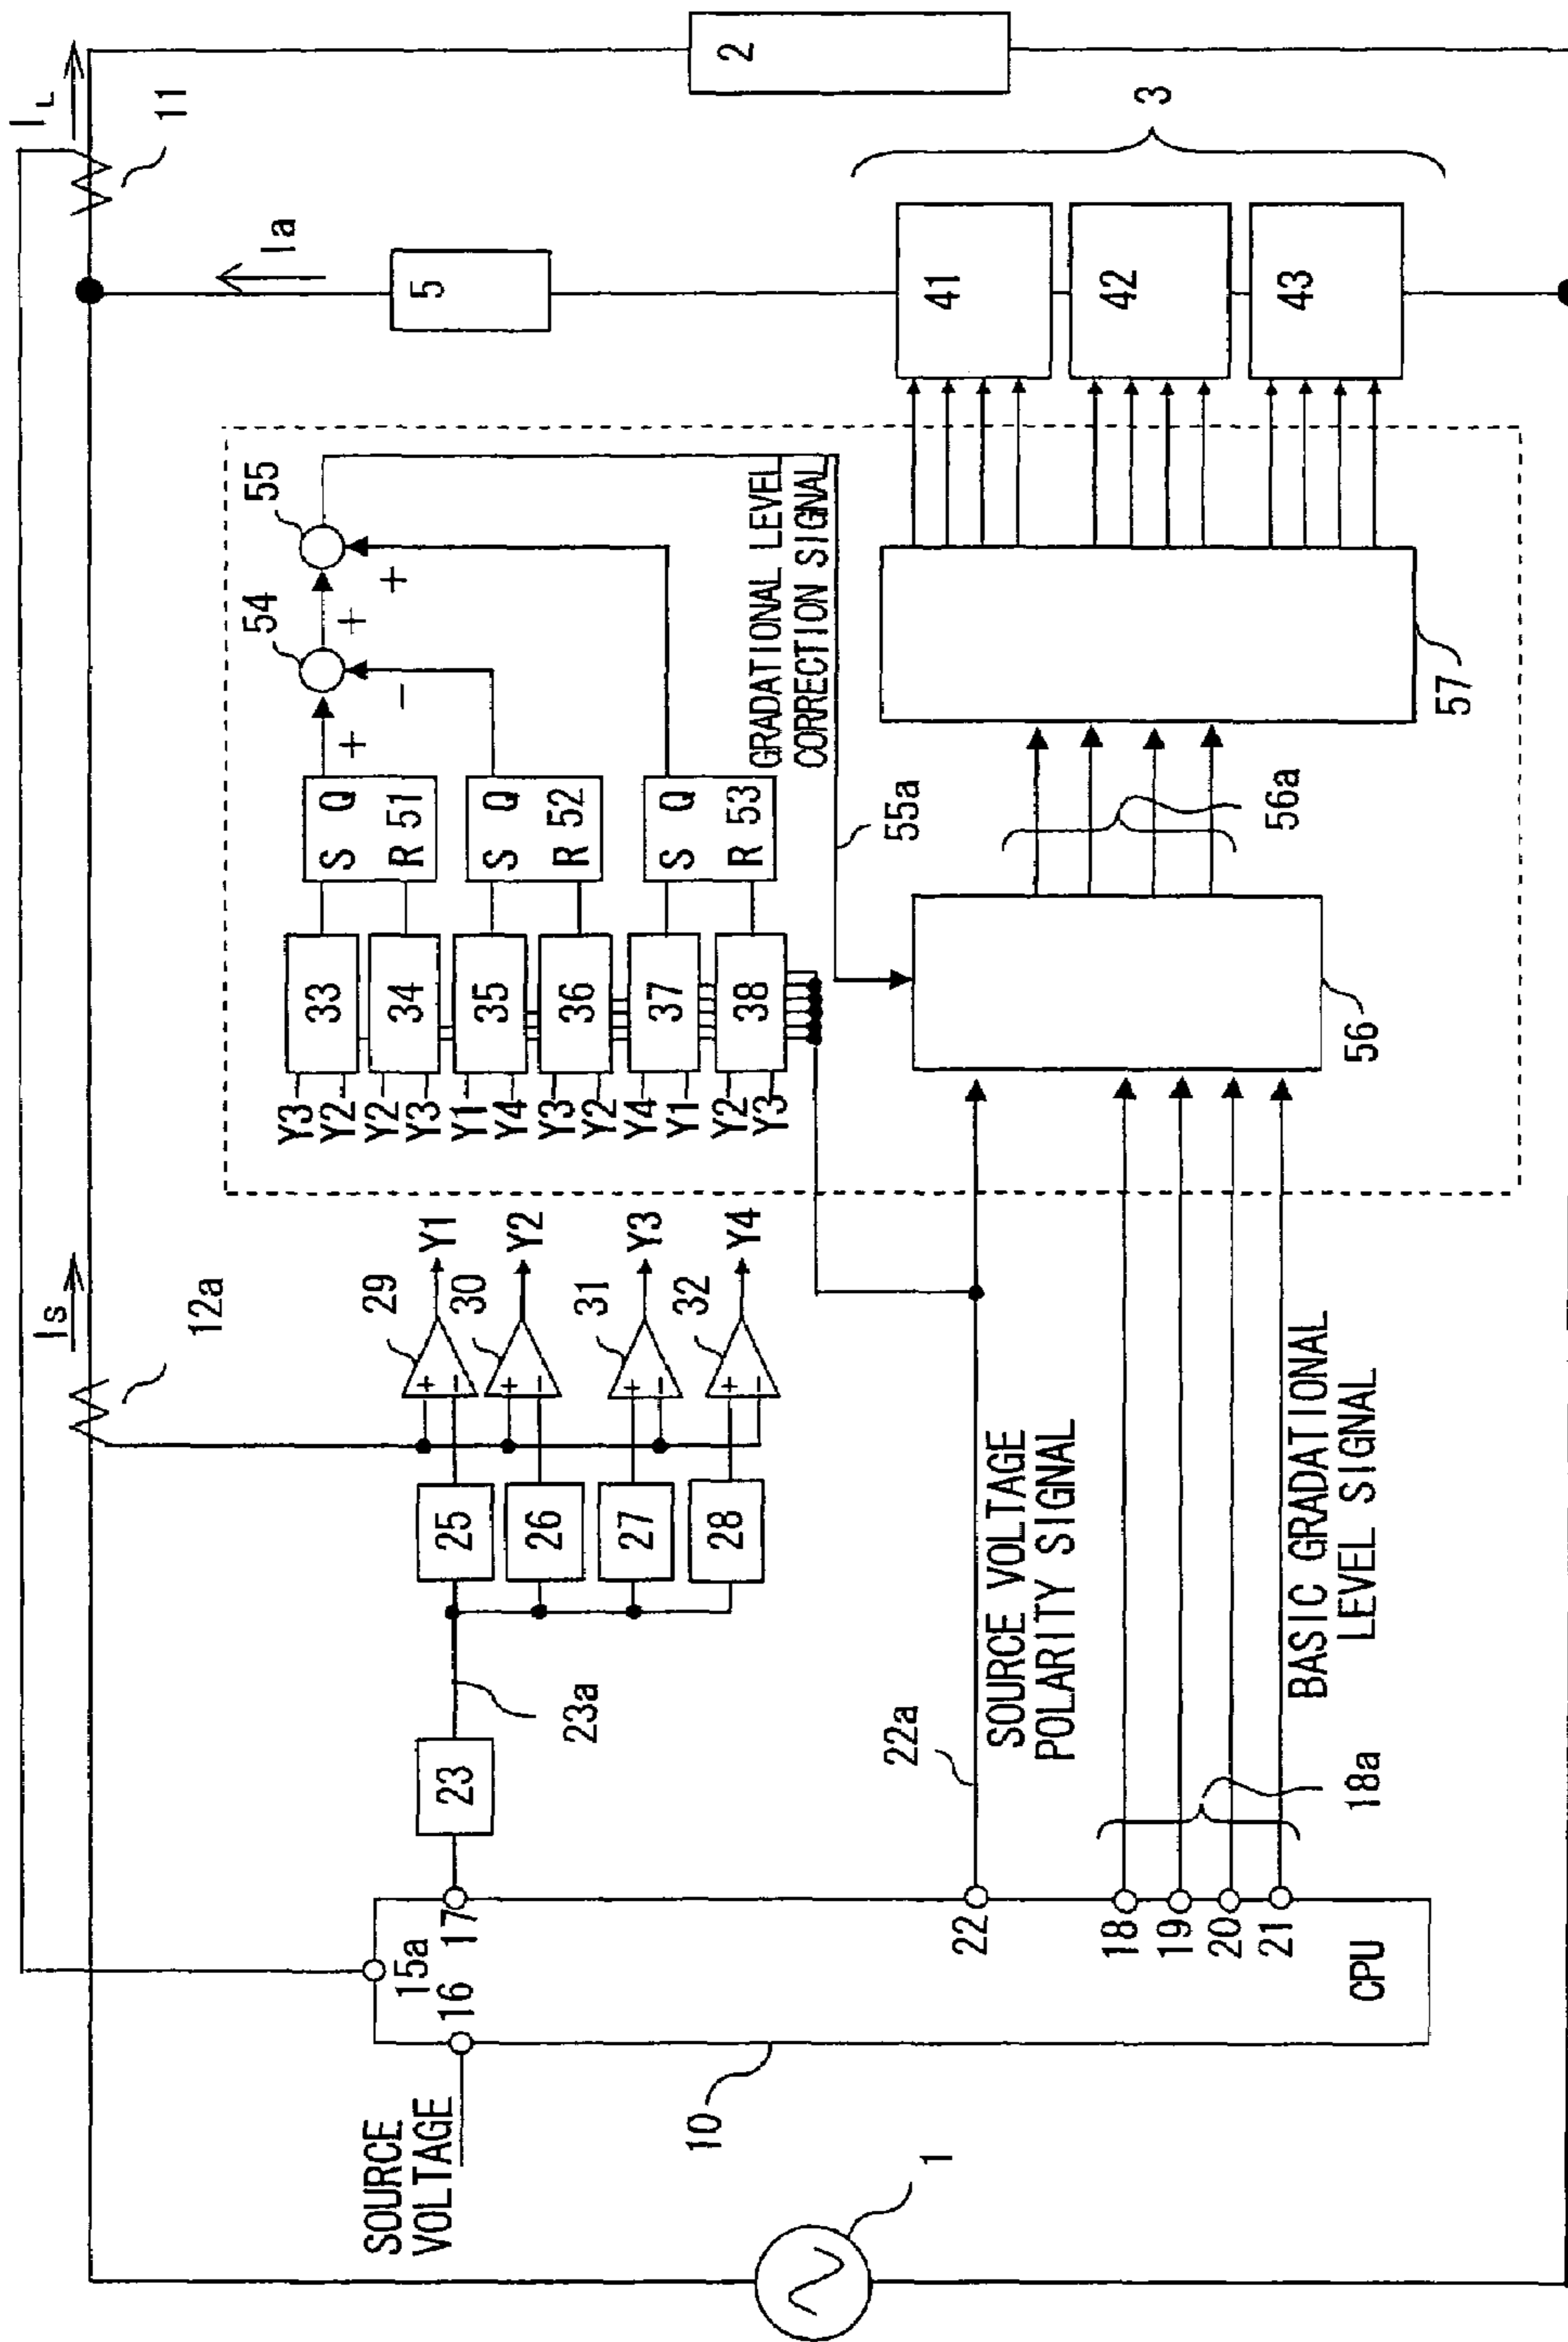 I L
11
Is
12a
Ia
5
2
3
41
42
43
55
54
+
+
+
−
S Q
R 51
S Q
R 52
S Q
R 53
GRADATIONAL LEVEL
CORRECTION SIGNAL
55a
33
34
35
36
37
38
Y3
Y2
Y2
Y3
Y1
Y4
Y3
Y2
Y4
Y1
Y2
Y3
56
56a
57
29
30
31
32
+
−
+
−
+
−
+
−
Y1
Y2
Y3
Y4
25
26
27
28
23
23a
22a
SOURCE VOLTAGE
POLARITY SIGNAL
BASIC GRADATIONAL
LEVEL SIGNAL
18a
15a
16
17
22
18
19
20
21
CPU
10
SOURCE
VOLTAGE
1